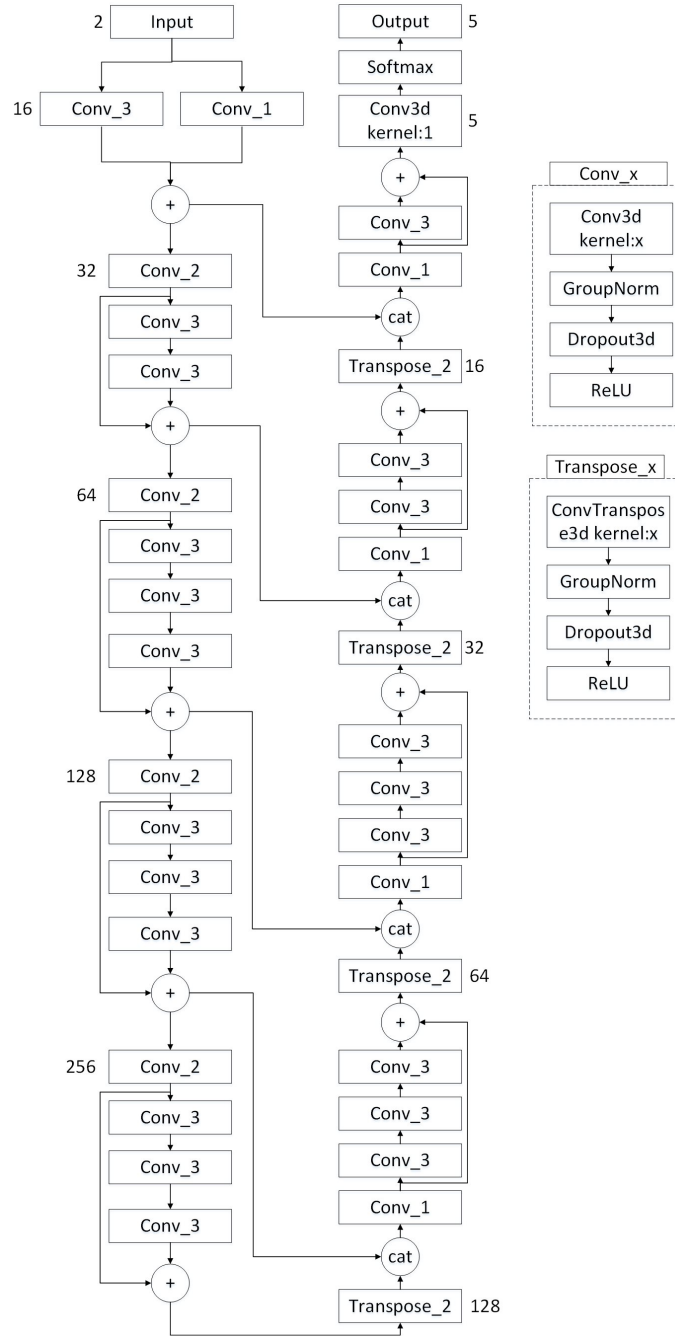 2 Input
16 Conv_3 Conv_1
+
32 Conv_2
Conv_3
Conv_3
+
64 Conv_2
Conv_3
Conv_3
Conv_3
+
128 Conv_2
Conv_3
Conv_3
Conv_3
+
256 Conv_2
Conv_3
Conv_3
Conv_3
+
Output 5
Softmax
Conv3d
kernel:1 5
+
Conv_3
Conv_1
cat
Transpose_2 16
+
Conv_3
Conv_3
Conv_1
cat
Transpose_2 32
+
Conv_3
Conv_3
Conv_3
Conv_1
cat
Transpose_2 64
+
Conv_3
Conv_3
Conv_3
Conv_1
cat
Transpose_2 128
Conv_x
Conv3d
kernel:x
GroupNorm
Dropout3d
ReLU
Transpose_x
ConvTranspos
e3d kernel:x
GroupNorm
Dropout3d
ReLU